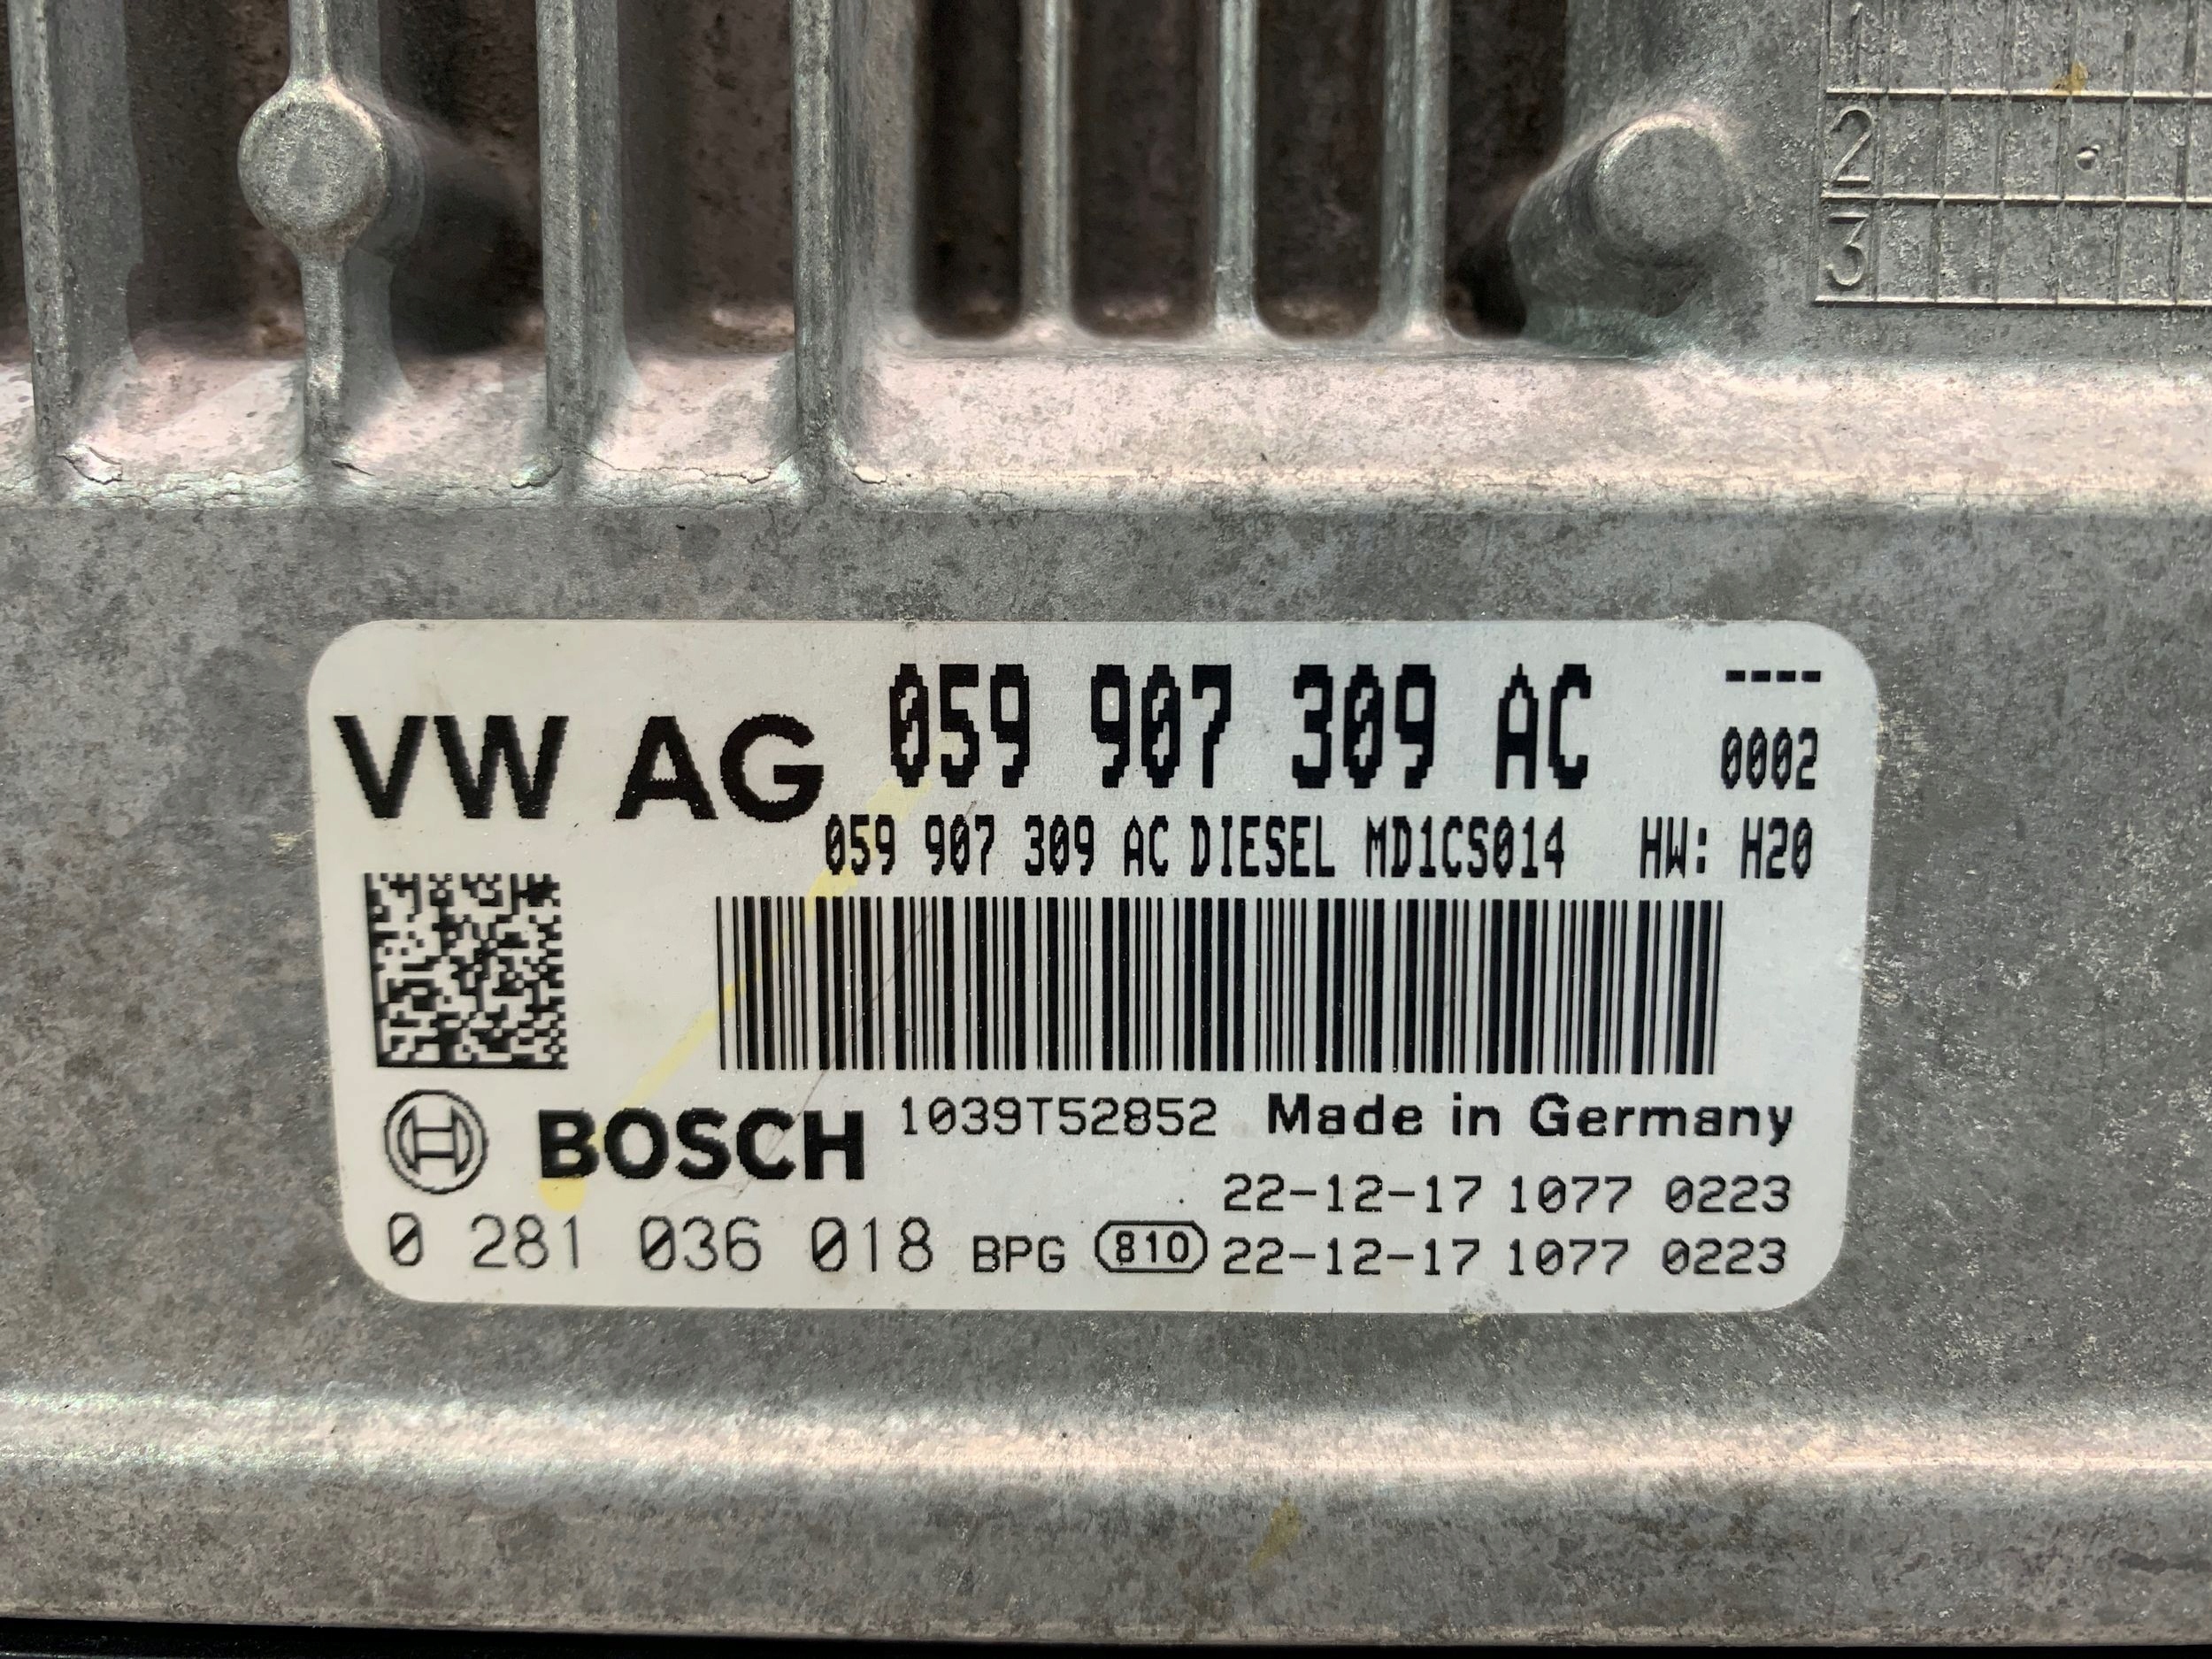 1
2
3
VW AG 059 907 309 AC ----
0002
059 907 309 AC DIESEL MD1CS014 HW: H20
BOSCH 1039T52852 Made in Germany
22-12-17 1077 0223
0 281 036 018 BPG 810 22-12-17 1077 0223